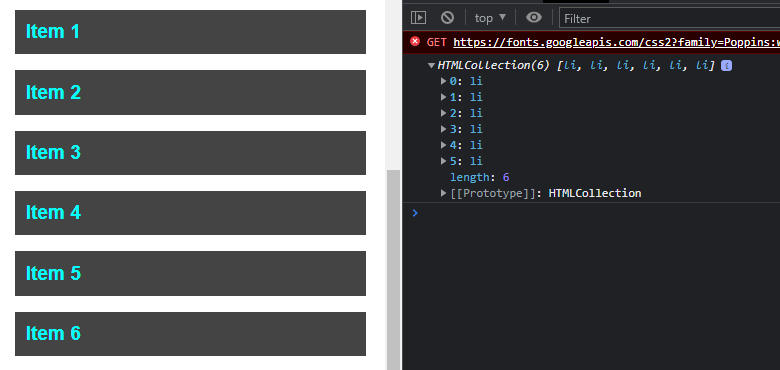 Item 1
Item 2
Item 3
Item 4
Item 5
Item 6
top
Filter
GET https://fonts.googleapis.com/css2?family=Poppins:w
HTMLCollection(6) [li, li, li, li, li, li] i
0: li
1: li
2: li
3: li
4: li
5: li
length: 6
[[Prototype]]: HTMLCollection